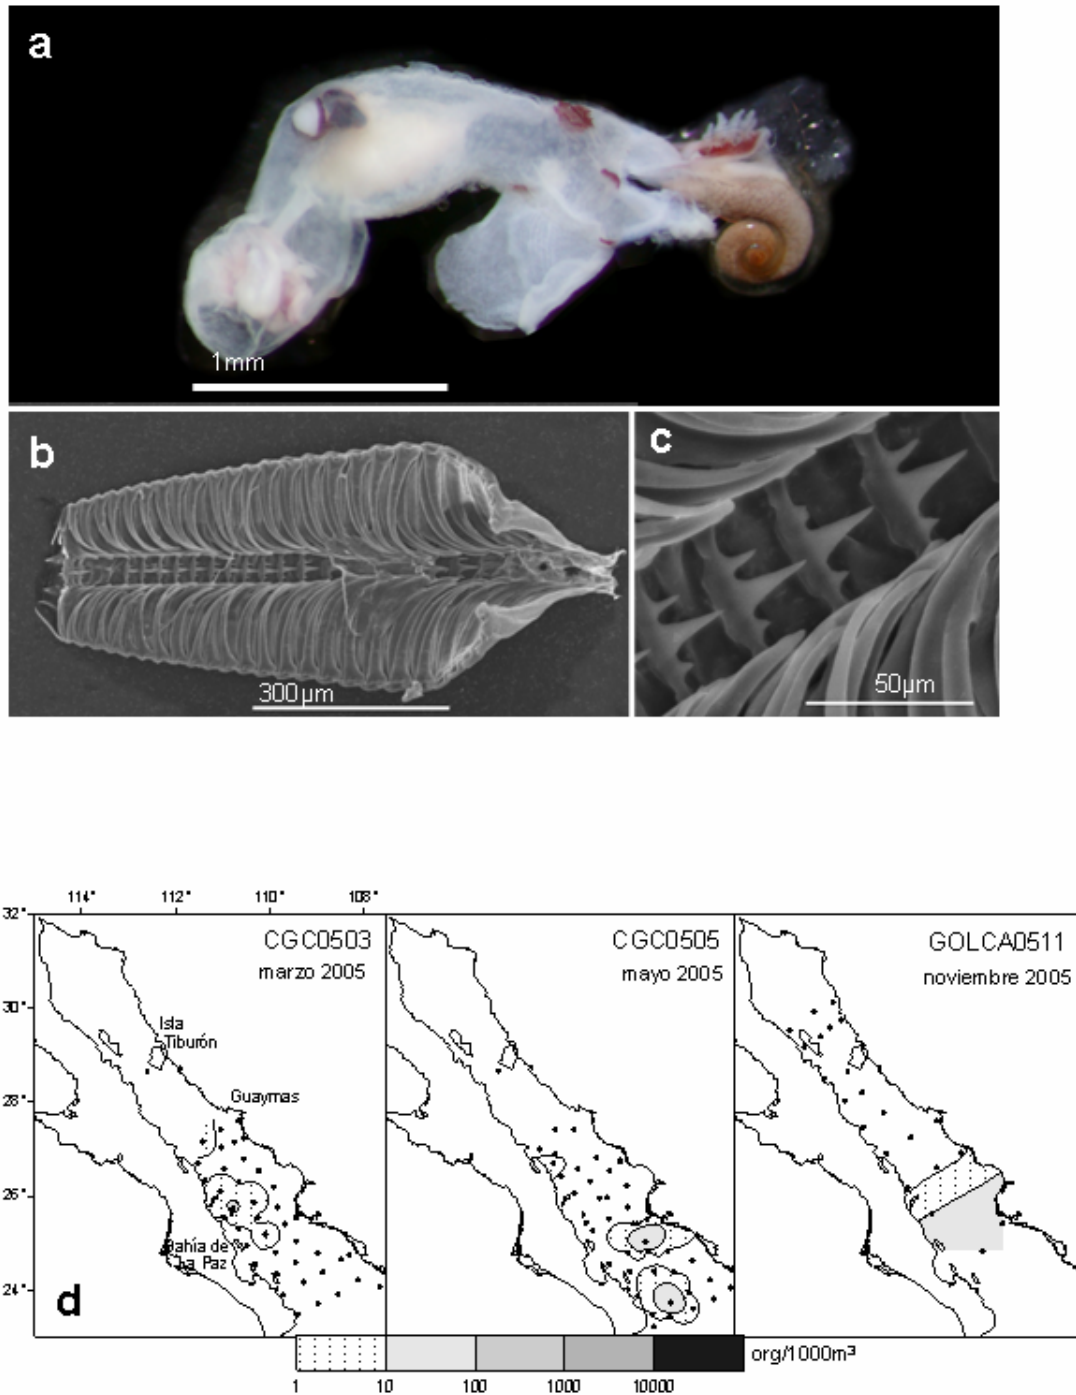 a
1mm
b
c
300µm
50µm
114° 112° 110° 108°
32°
CGC0503
CGC0505
GOLCA0511
marzo 2005
mayo 2005
noviembre 2005
30°
Isla
Tiburón
28°
Guaymas
26°
Bahía de
La Paz
24°
d
org/1000m³
1 10 100 1000 10000